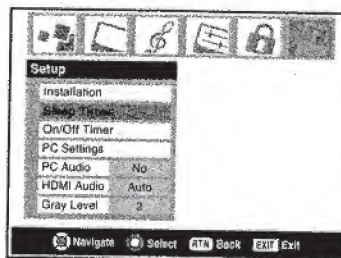 Setup
Installation
Sleep Timer
On/Off Timer
PC Settings
PC Audio No
HDMI Audio Auto
Gray Level 2
Navigate Select RTN Back EXIT Exit